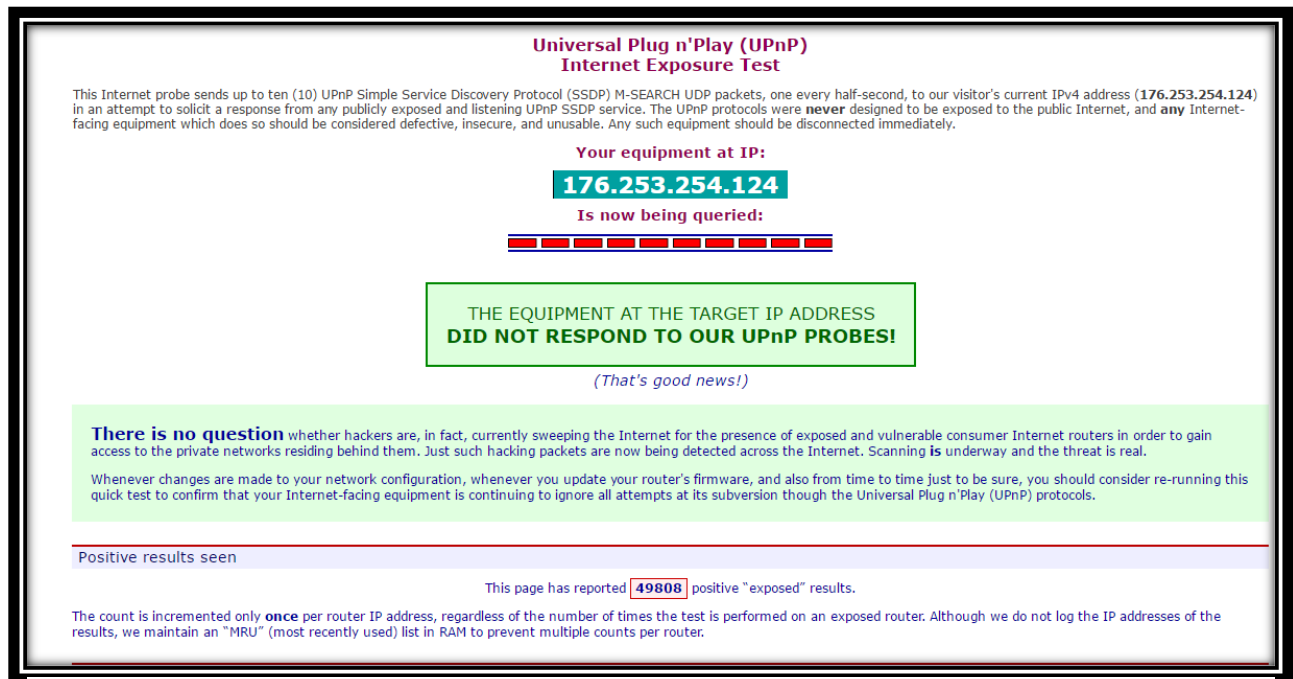 Universal Plug n'Play (UPnP)
Internet Exposure Test
This Internet probe sends up to ten (10) UPnP Simple Service Discovery Protocol (SSDP) M-SEARCH UDP packets, one every half-second, to our visitor's current IPv4 address (176.253.254.124)
in an attempt to solicit a response from any publicly exposed and listening UPnP SSDP service. The UPnP protocols were never designed to be exposed to the public Internet, and any Internet-
facing equipment which does so should be considered defective, insecure, and unusable. Any such equipment should be disconnected immediately.
Your equipment at IP:
176.253.254.124
Is now being queried:
THE EQUIPMENT AT THE TARGET IP ADDRESS
DID NOT RESPOND TO OUR UPnP PROBES!
(That's good news!)
There is no question whether hackers are, in fact, currently sweeping the Internet for the presence of exposed and vulnerable consumer Internet routers in order to gain
access to the private networks residing behind them. Just such hacking packets are now being detected across the Internet. Scanning is underway and the threat is real.
Whenever changes are made to your network configuration, whenever you update your router's firmware, and also from time to time just to be sure, you should consider re-running this
quick test to confirm that your Internet-facing equipment is continuing to ignore all attempts at its subversion though the Universal Plug n'Play (UPnP) protocols.
Positive results seen
This page has reported 49808 positive “exposed” results.
The count is incremented only once per router IP address, regardless of the number of times the test is performed on an exposed router. Although we do not log the IP addresses of the
results, we maintain an “MRU” (most recently used) list in RAM to prevent multiple counts per router.